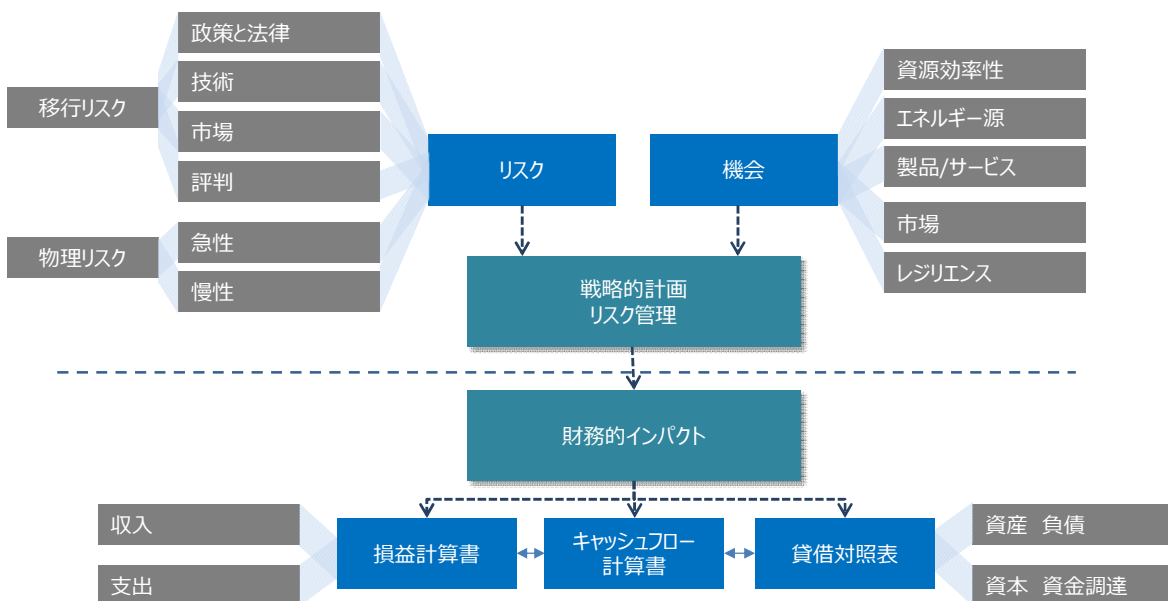 政策と法律
技術
移行リスク
市場
評判
急性
物理リスク
慢性
リスク
機会
資源効率性
エネルギー源
製品/サービス
市場
レジリエンス
戦略的計画
リスク管理
財務的インパクト
収入
支出
損益計算書
キャッシュフロー
計算書
貸借対照表
資産 負債
資本 資金調達